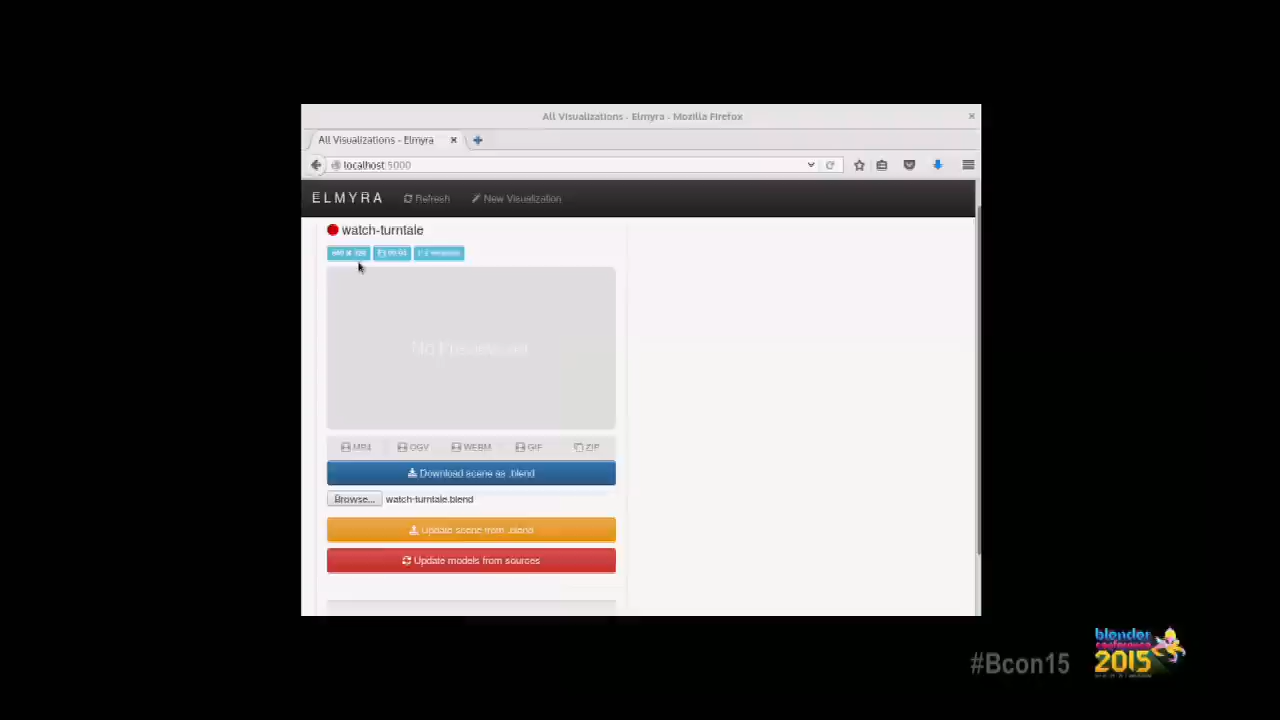 All Visualizations - Elmyra - Mozilla Firefox
All Visualizations - Elmyra
localhost:5000
ELMYRA Refresh New Visualization
watch-turntale
MP4 OGV WEBM GIF ZIP
Download scene as .blend
Browse... watch-turntale.blend
Update scene from .blend
Update models from sources
#Bcon15
blender
conference
2015